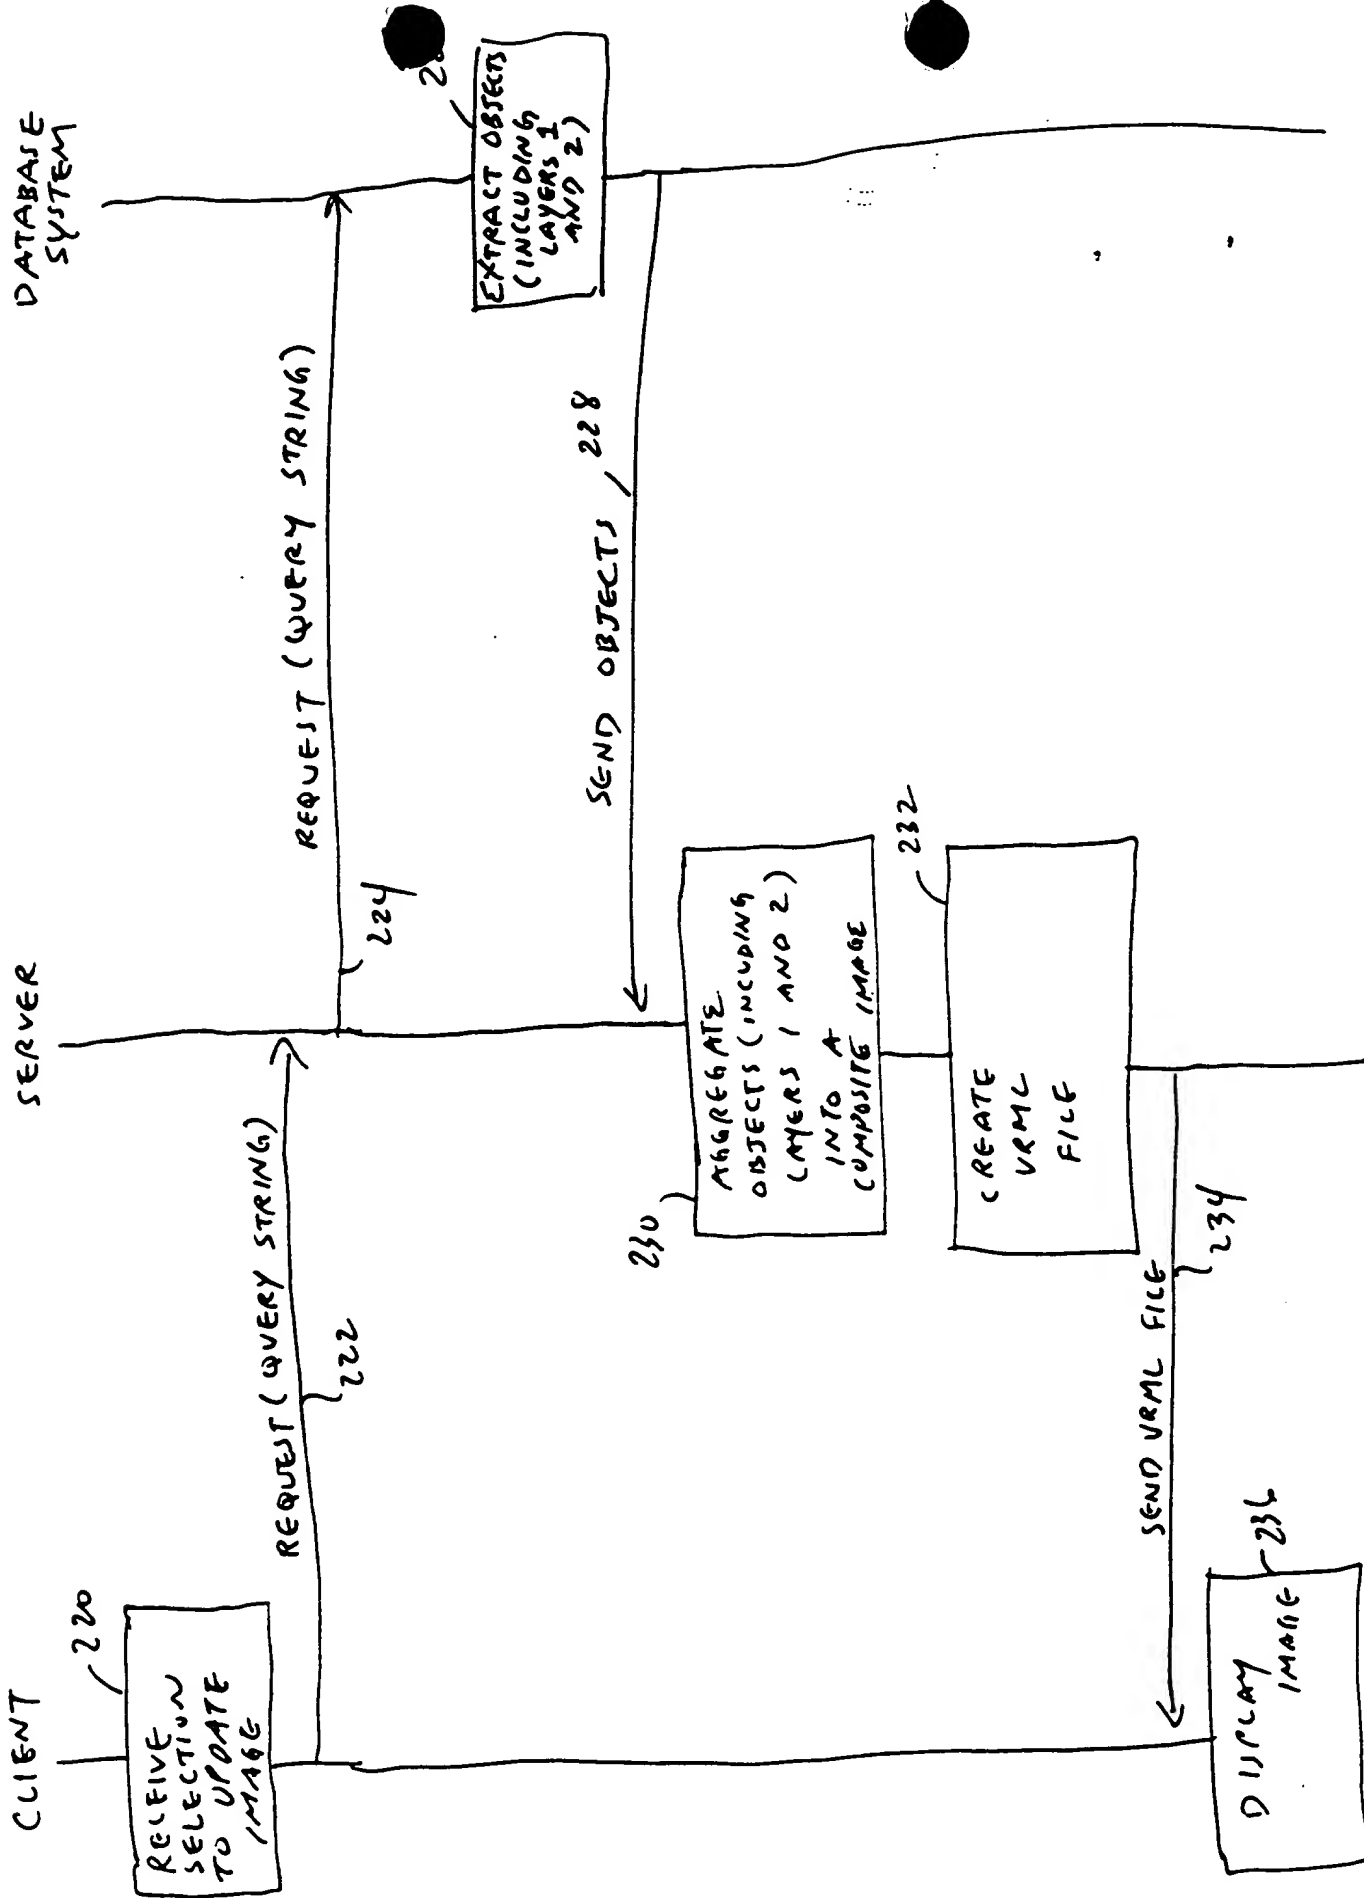 CLIENT
SERVER
DATABASE
SYSTEM
220
RECEIVE
SELECTION
TO UPDATE
IMAGE
REQUEST (QUERY STRING)
222
REQUEST (QUERY STRING)
224
EXTRACT OBJECTS
(INCLUDING
LAYERS 1
AND 2)
SEND OBJECTS
228
230
AGGREGATE
OBJECTS (INCLUDING
LAYERS 1 AND 2)
INTO A
COMPOSITE IMAGE
232
CREATE
VRML
FILE
SEND VRML FILE
234
DISPLAY
IMAGE
236